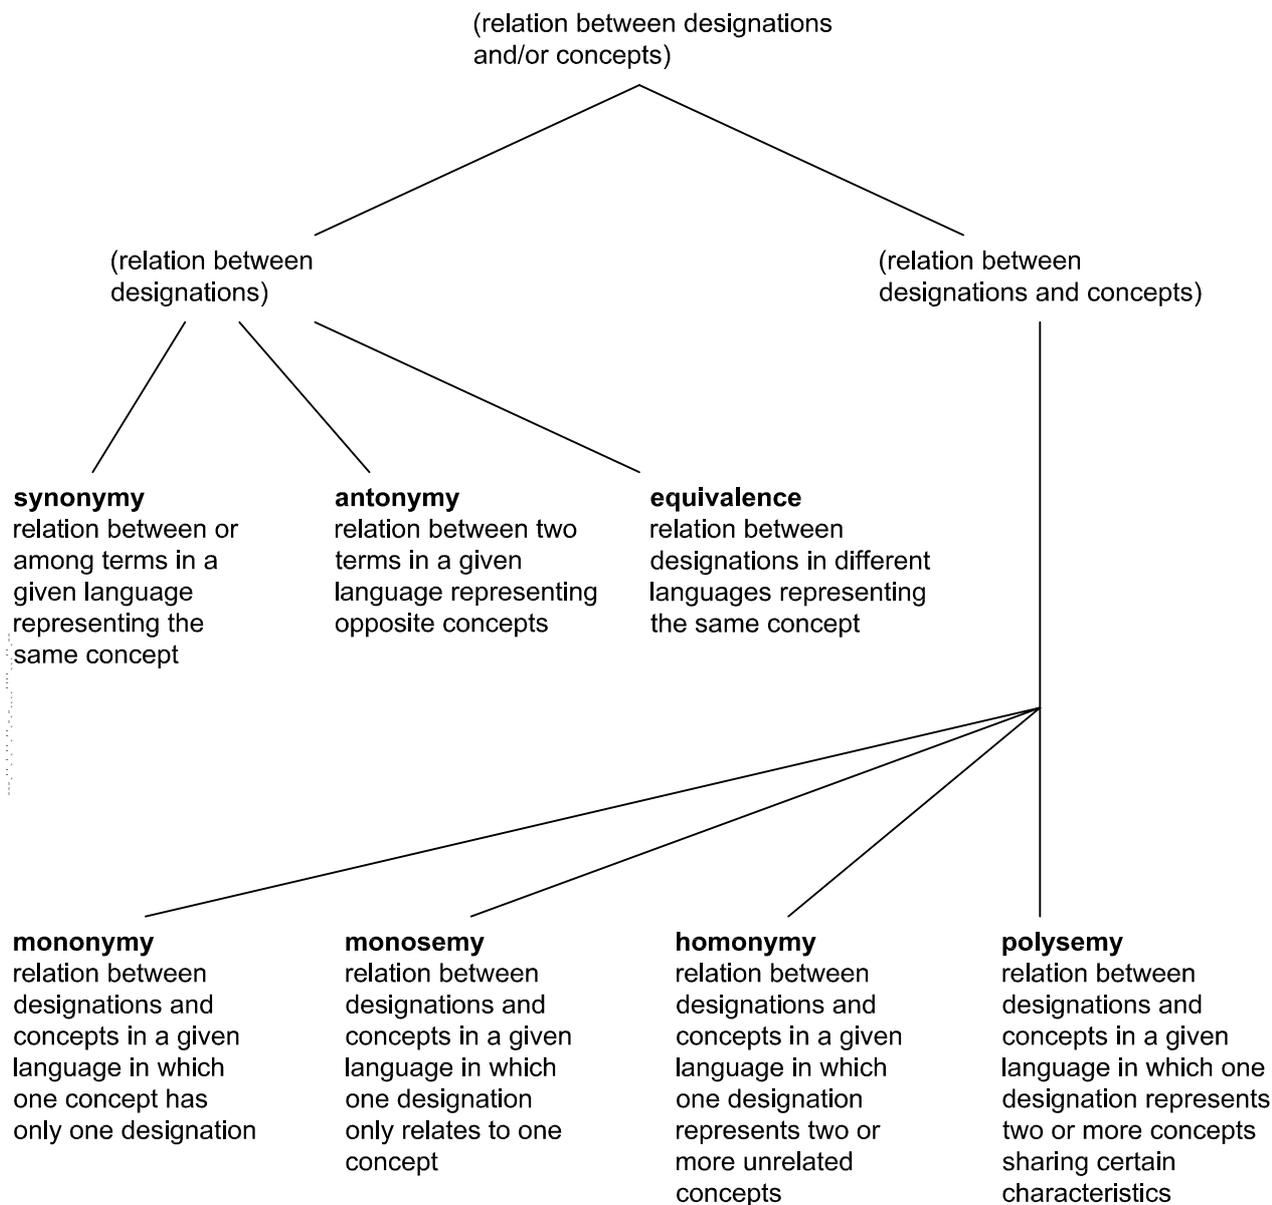 (relation between designations
and/or concepts)
(relation between
designations)
(relation between
designations and concepts)
synonymy
relation between or
among terms in a
given language
representing the
same concept
antonymy
relation between two
terms in a given
language representing
opposite concepts
equivalence
relation between
designations in different
languages representing
the same concept
mononymy
relation between
designations and
concepts in a given
language in which
one concept has
only one designation
monosemy
relation between
designations and
concepts in a given
language in which
one designation
only relates to one
concept
homonymy
relation between
designations and
concepts in a given
language in which
one designation
represents two or
more unrelated
concepts
polysemy
relation between
designations and
concepts in a given
language in which one
designation represents
two or more concepts
sharing certain
characteristics